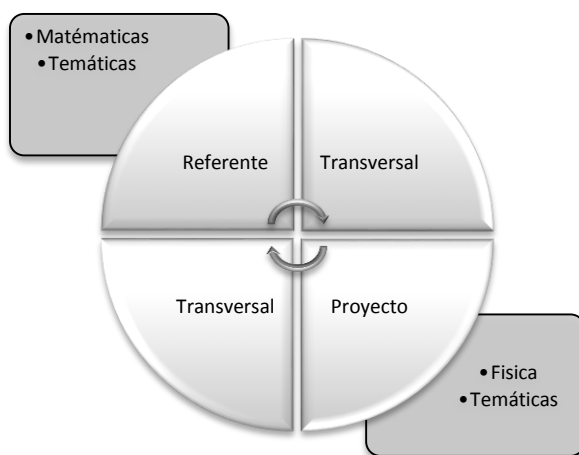 •Matématicas
•Temáticas
Referente
Transversal
Transversal
Proyecto
•Fisica
•Temáticas